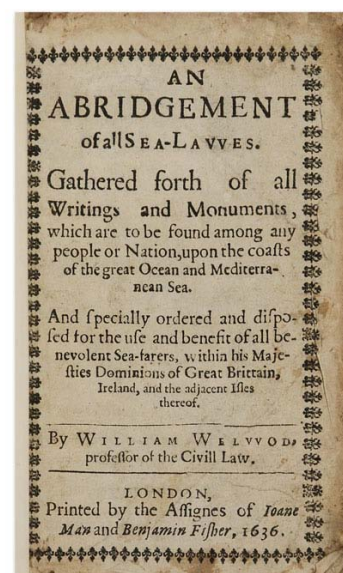 AN
ABRIDGEMENT
of all SEA-LAVVES.
Gathered forth of all
Writings and Monuments,
which are to be found among any
people or Nation, upon the coaſts
of the great Ocean and Mediterra-
nean Sea.
And ſpecially ordered and diſpo-
ſed for the uſe and benefit of all be-
nevolent Sea-farers, within his Maje-
ſties Dominions of Great Brittain,
Ireland, and the adjacent Iſles
thereof.
By WILLIAM WELVVOD,
profeſſor of the Civill Law.
LONDON,
Printed by the Aſſignes of Ioane
Man and Benjamin Fiſher, 1636.